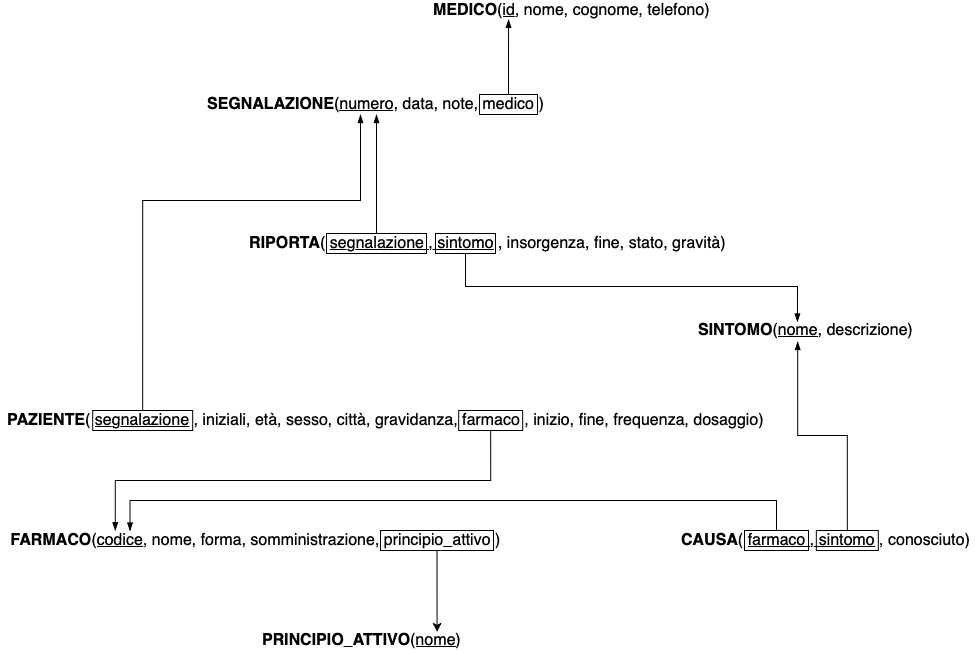 MEDICO(id, nome, cognome, telefono)
SEGNALAZIONE(numero, data, note, medico)
RIPORTA(segnalazione, sintomo, insorgenza, fine, stato, gravità)
SINTOMO(nome, descrizione)
PAZIENTE(segnalazione, iniziali, età, sesso, città, gravidanza, farmaco, inizio, fine, frequenza, dosaggio)
FARMACO(codice, nome, forma, somministrazione, principio_attivo)
CAUSA(farmaco, sintomo, conosciuto)
PRINCIPIO_ATTIVO(nome)